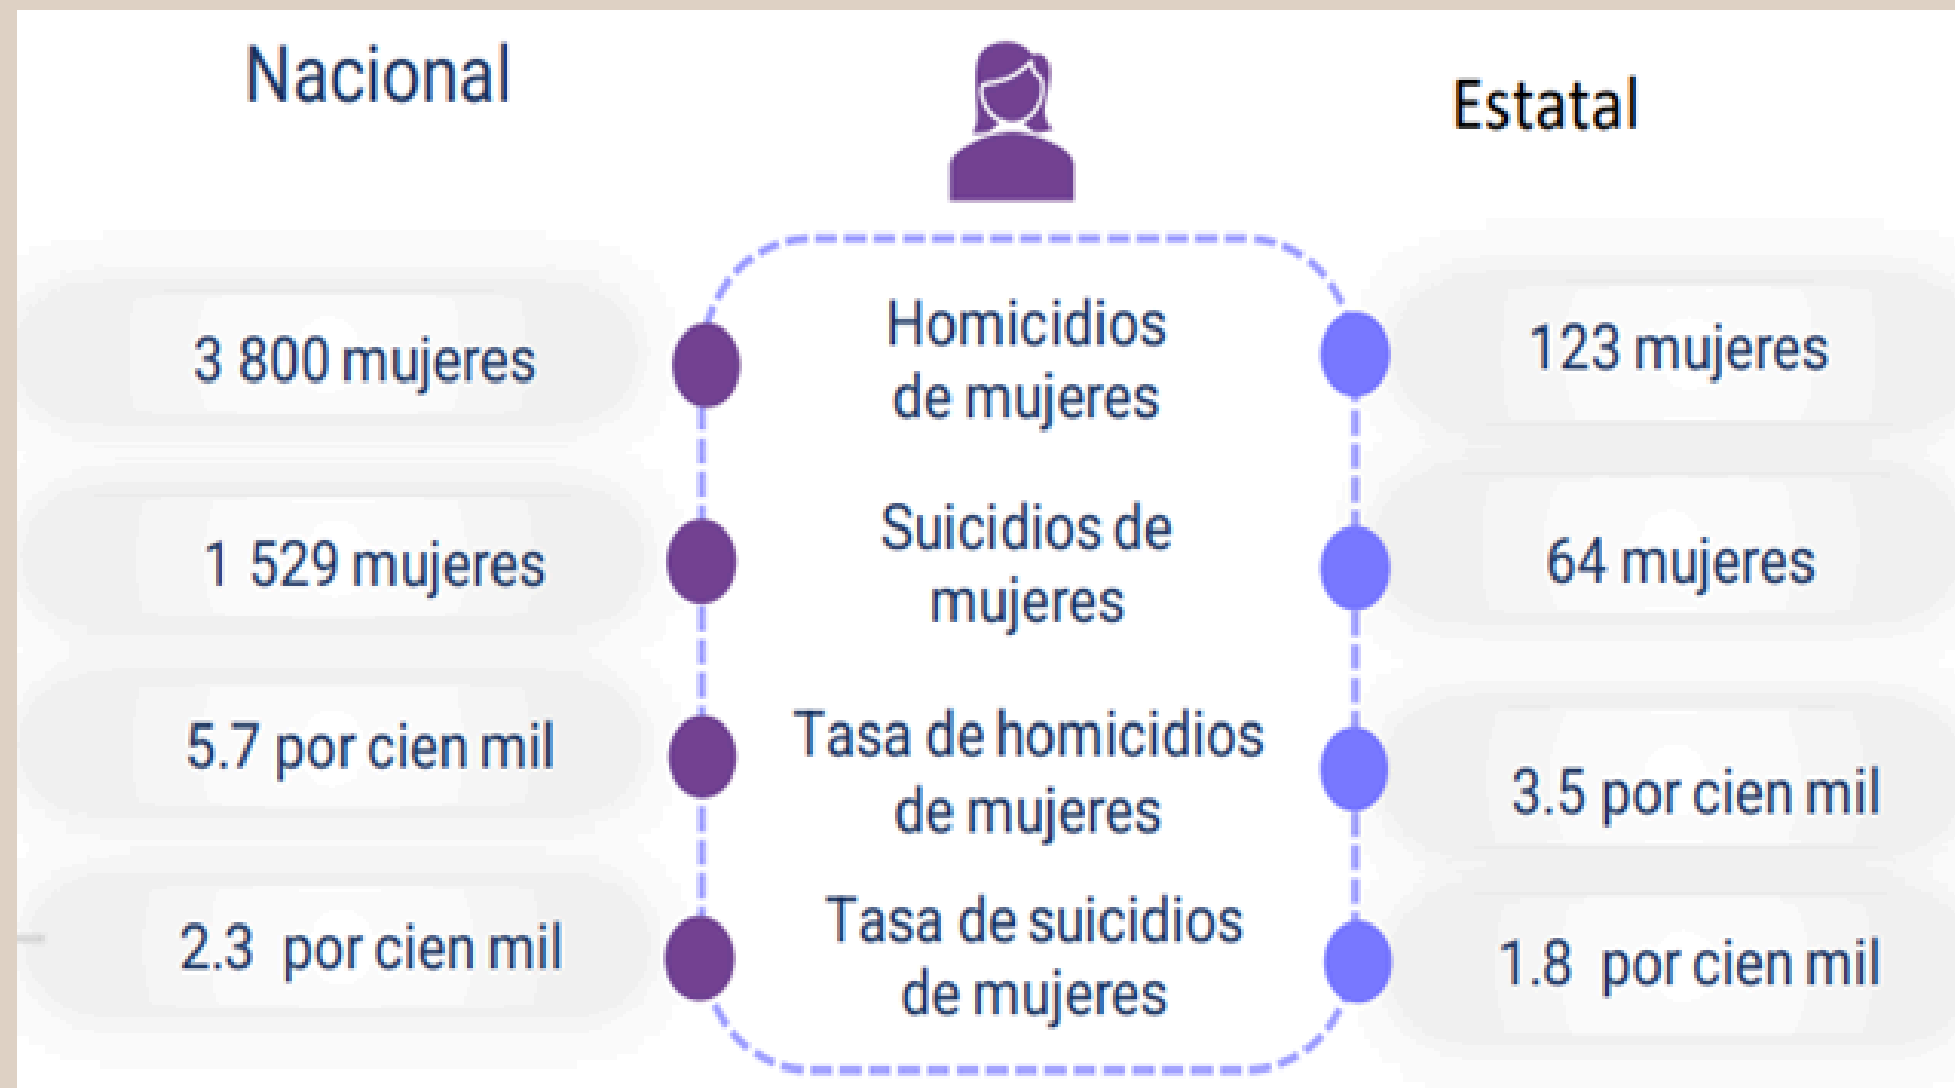 Nacional
Estatal
3 800 mujeres
Homicidios
de mujeres
123 mujeres
1 529 mujeres
Suicidios de
mujeres
64 mujeres
5.7 por cien mil
Tasa de homicidios
de mujeres
3.5 por cien mil
2.3 por cien mil
Tasa de suicidios
de mujeres
1.8 por cien mil